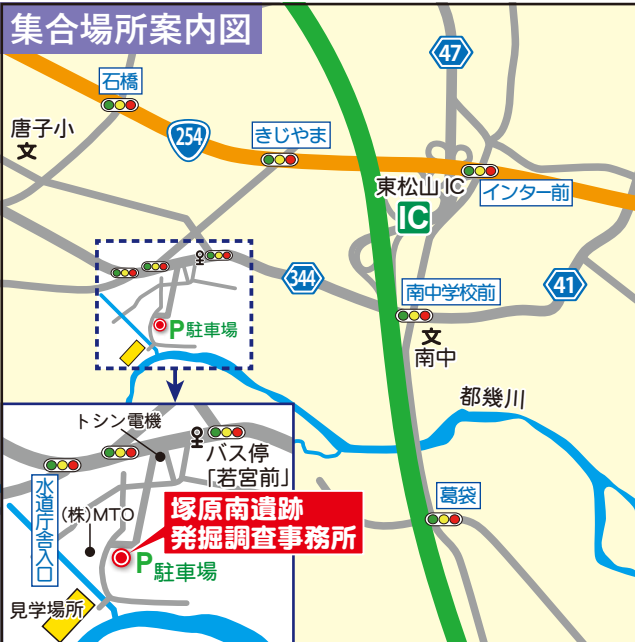 集合場所案内図
47
石橋
254
唐子小
文
きじやま
東松山 IC
IC
インター前
344
41
南中学校前
文
南中
P駐車場
都幾川
トシン電機
バス停
「若宮前」
水道庁舎入口
(株)MTO
塚原南遺跡
発掘調査事務所
P駐車場
見学場所
葛袋